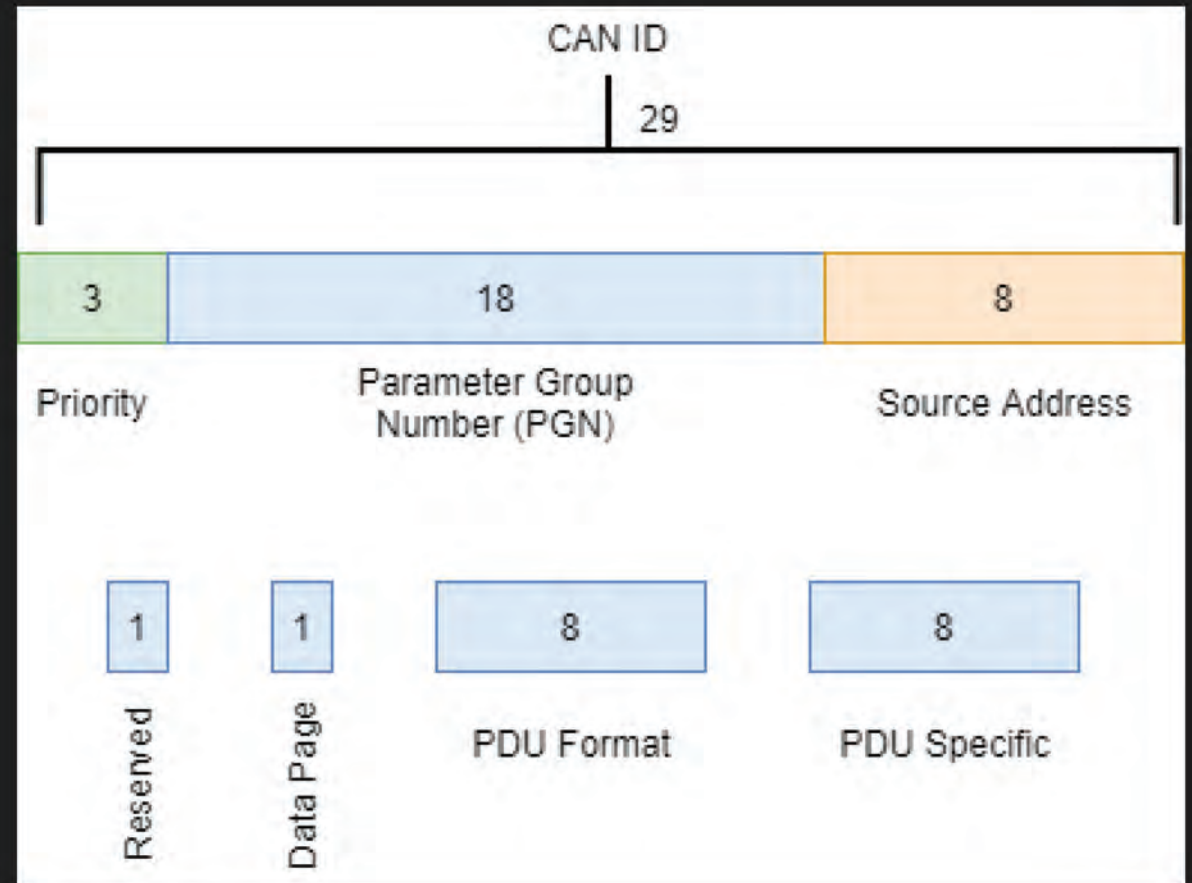 CAN ID
29
3
18
8
Priority
Parameter Group
Number (PGN)
Source Address
1
1
8
8
Reserved
Data Page
PDU Format
PDU Specific